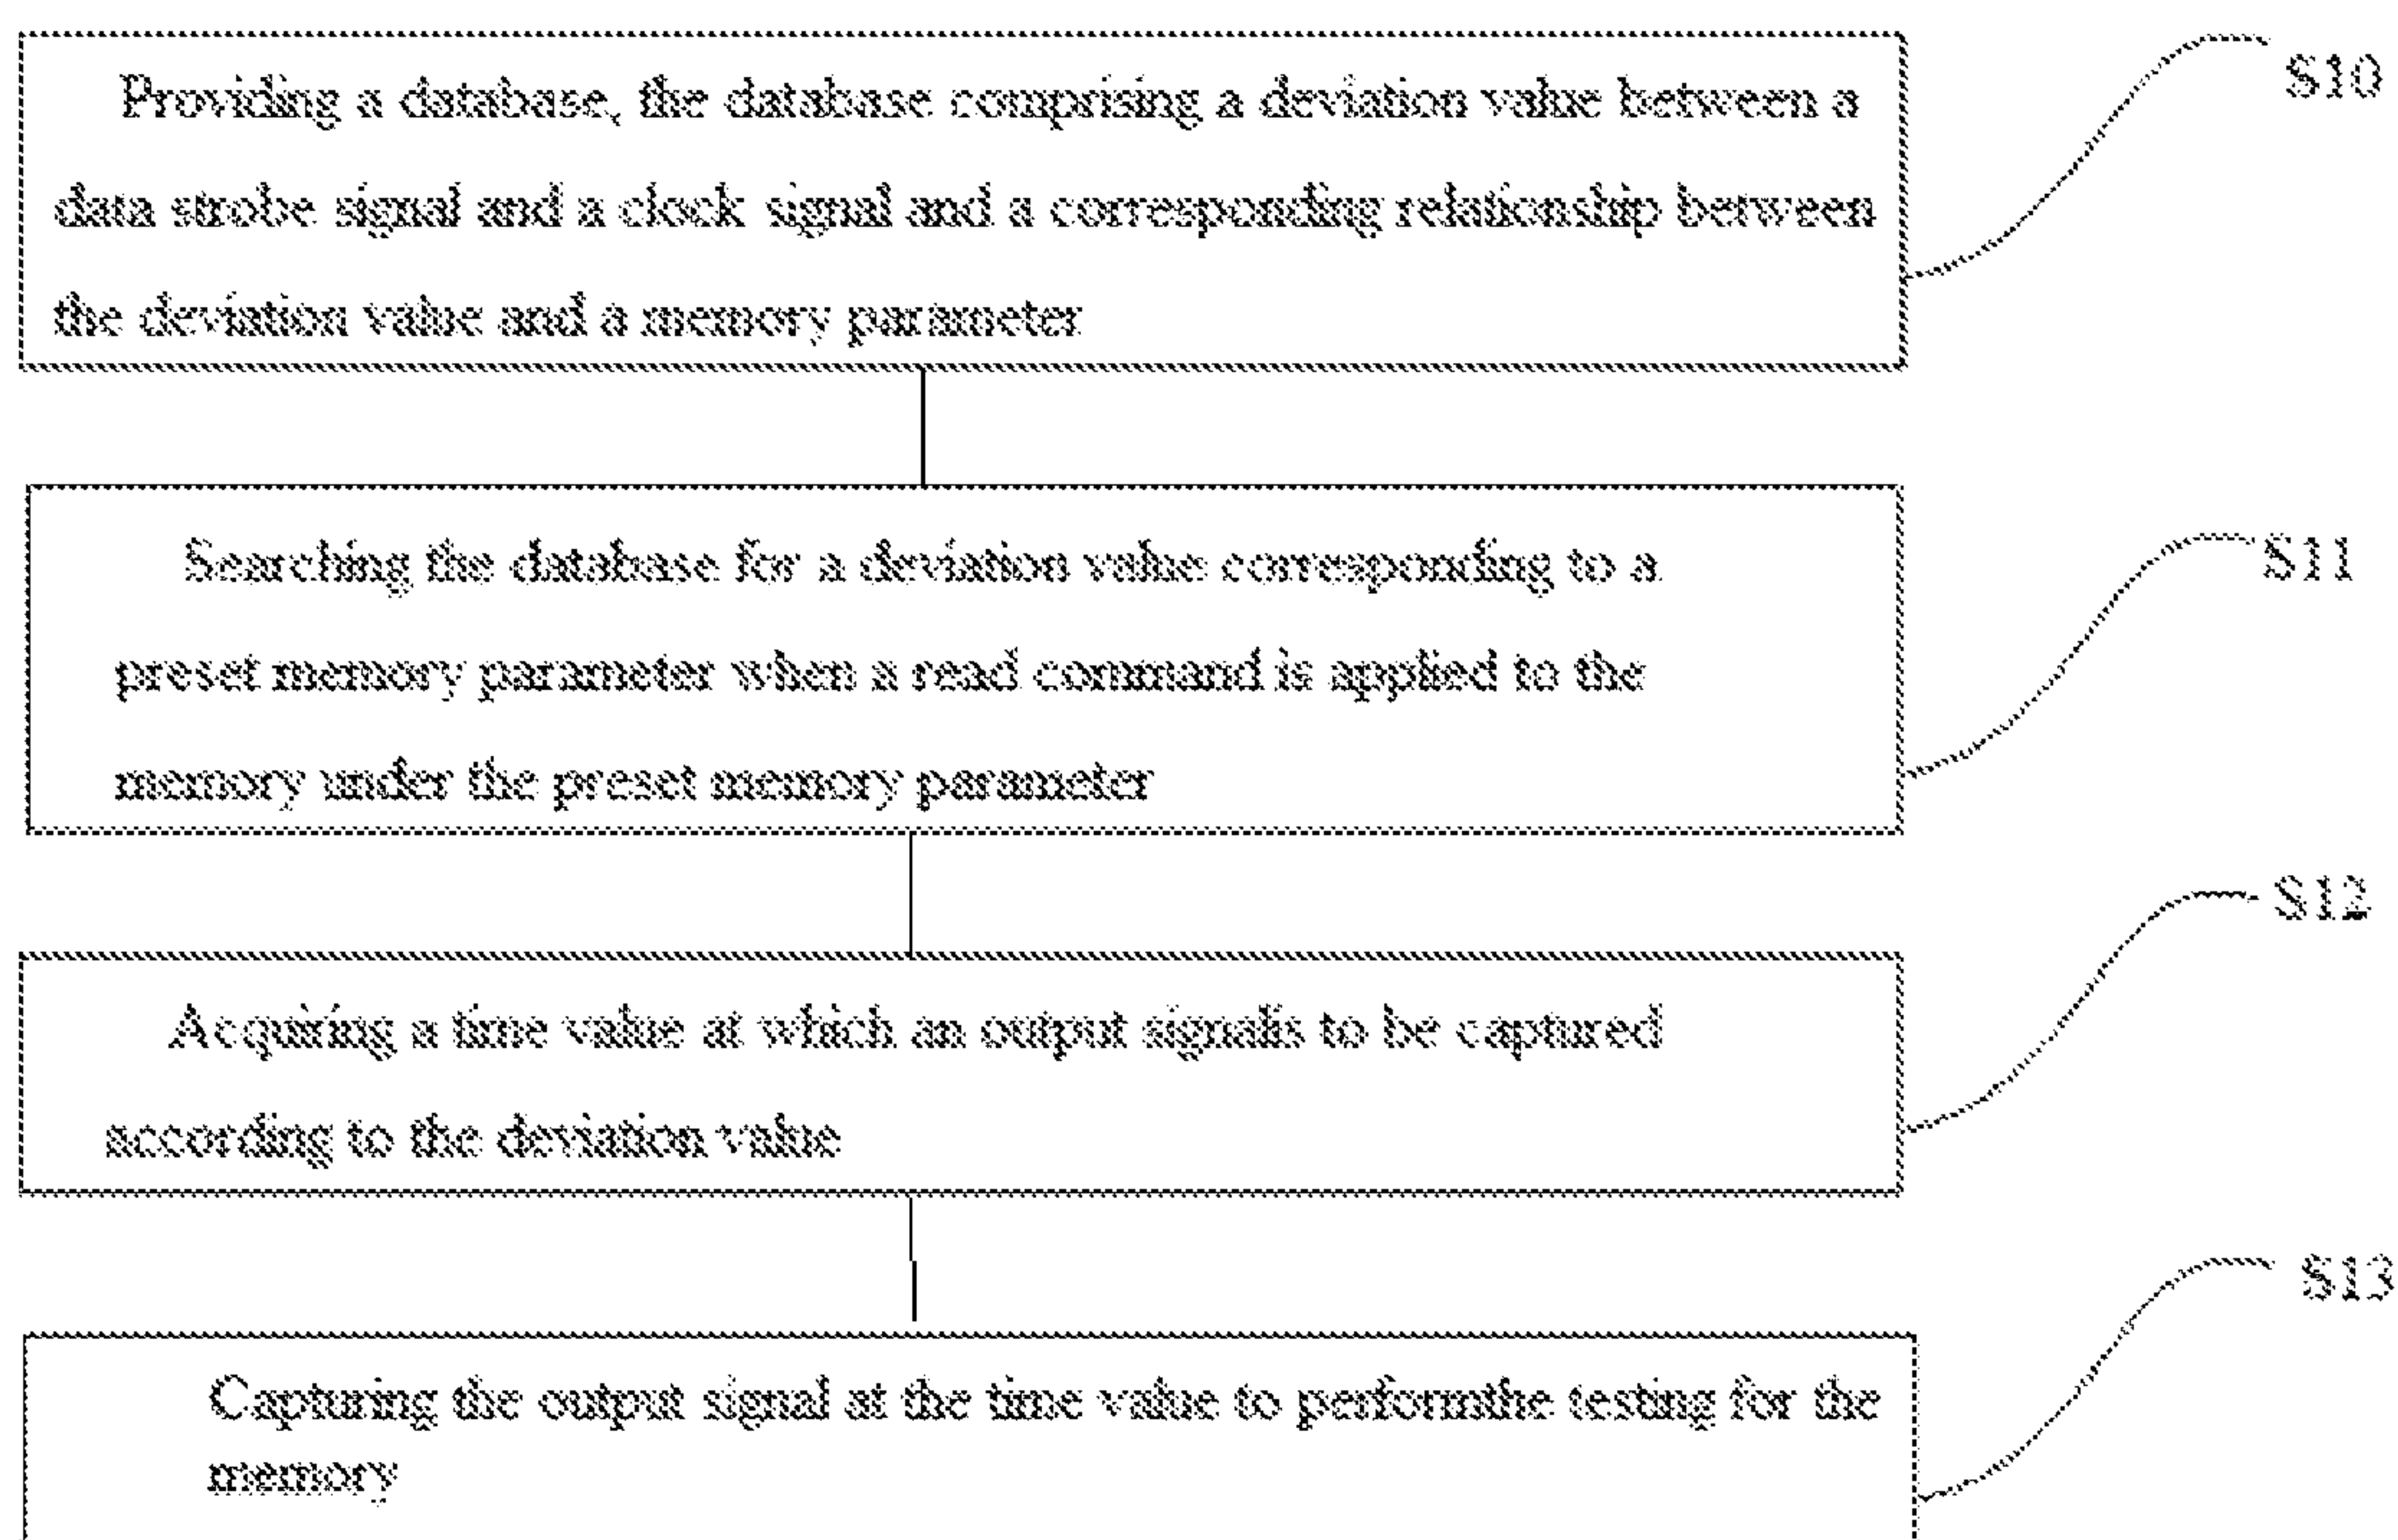 Providing a database, the database comprising a deviation value between a
S10
data strobe signal and a clock signal and a corresponding relationship between
the deviation value and a memory parameter
Searching the database for a deviation value corresponding to a
S11
preset memory parameter when a read command is applied to the
memory under the preset memory parameter
S12
Acquiring a time value at which an output signalis to be captured
according to the deviation value
S13
Capturing the output signal at the time value to performthe testing for the
memory